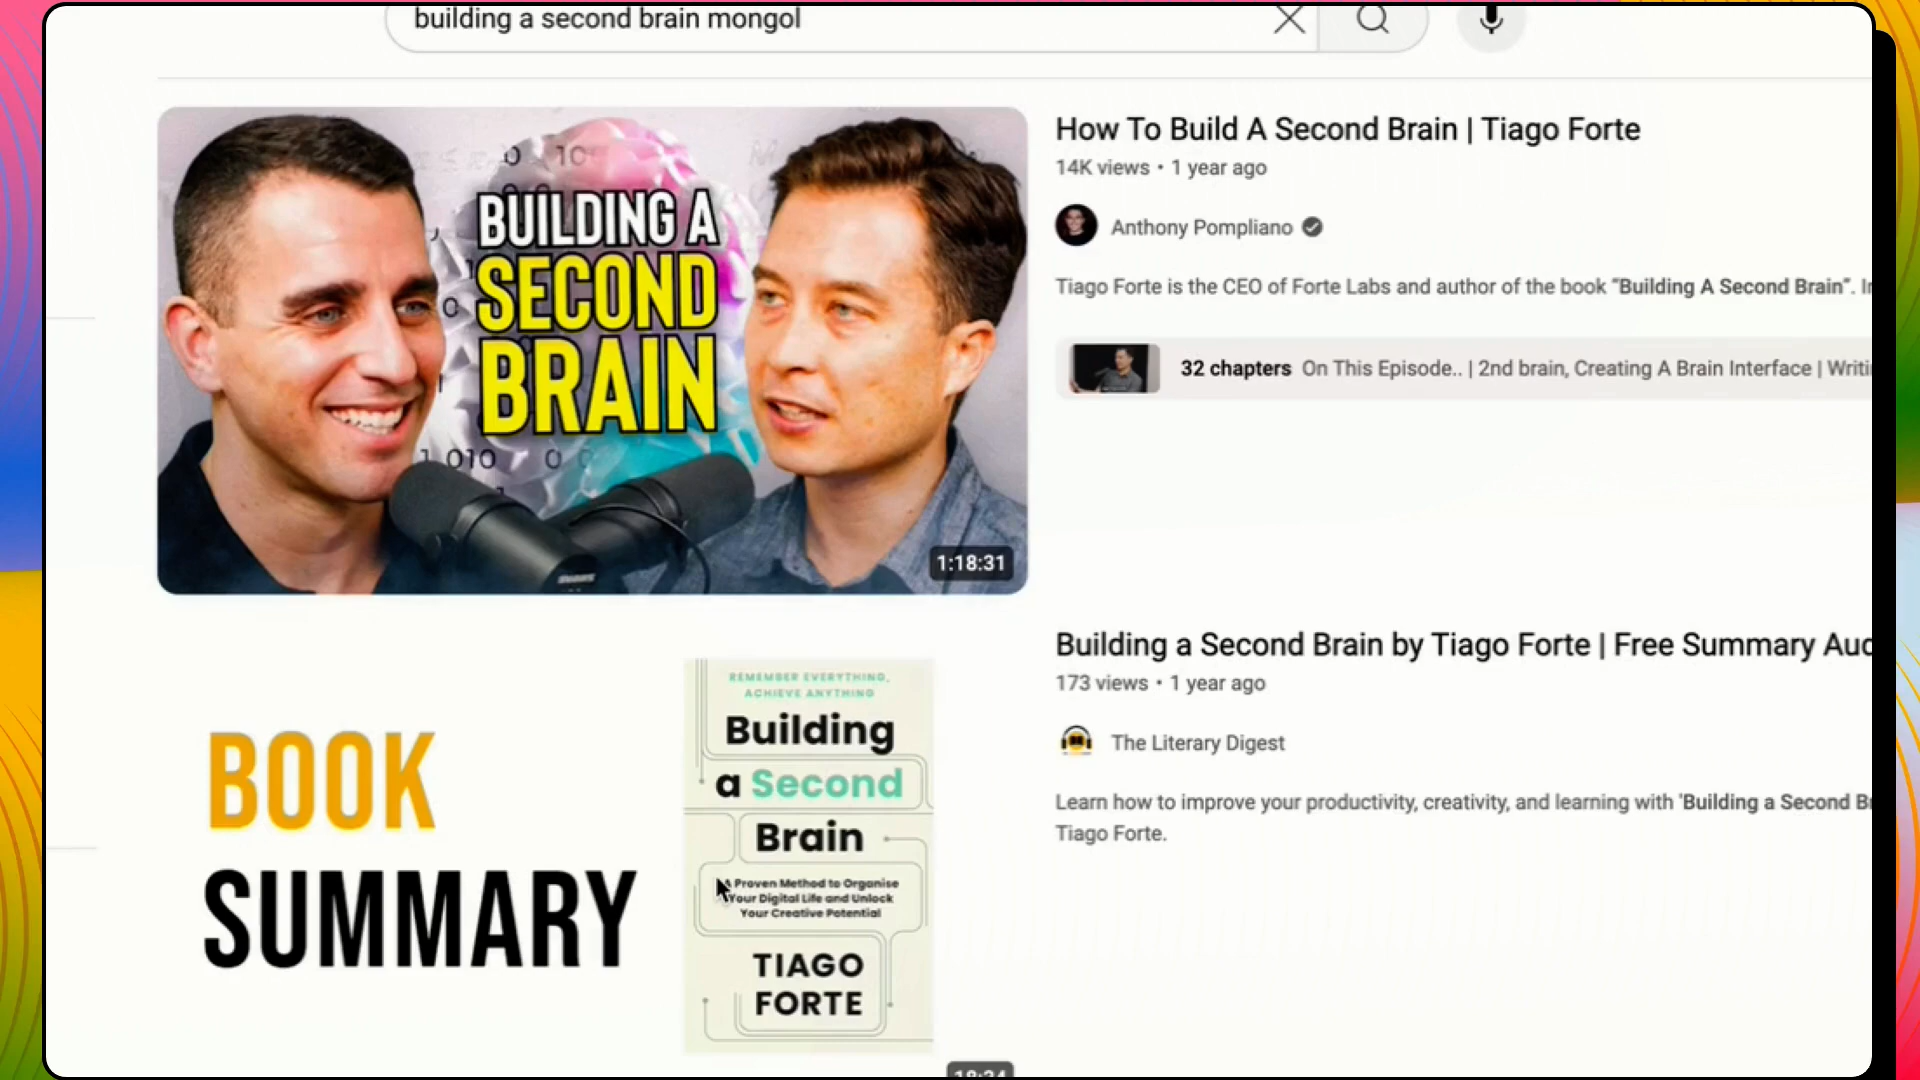 building a second brain mongol
BUILDING A
SECOND
BRAIN
1:18:31
How To Build A Second Brain | Tiago Forte
14K views • 1 year ago
Anthony Pompliano
Tiago Forte is the CEO of Forte Labs and author of the book “Building A Second Brain”.
32 chapters On This Episode.. | 2nd brain, Creating A Brain Interface |
BOOK
SUMMARY
REMEMBER EVERYTHING,
ACHIEVE ANYTHING
Building
a Second
Brain
A Proven Method to Organise
Your Digital Life and Unlock
Your Creative Potential
TIAGO
FORTE
Building a Second Brain by Tiago Forte | Free Summary
173 views • 1 year ago
The Literary Digest
Learn how to improve your productivity, creativity, and learning with 'Building a Second
Tiago Forte.